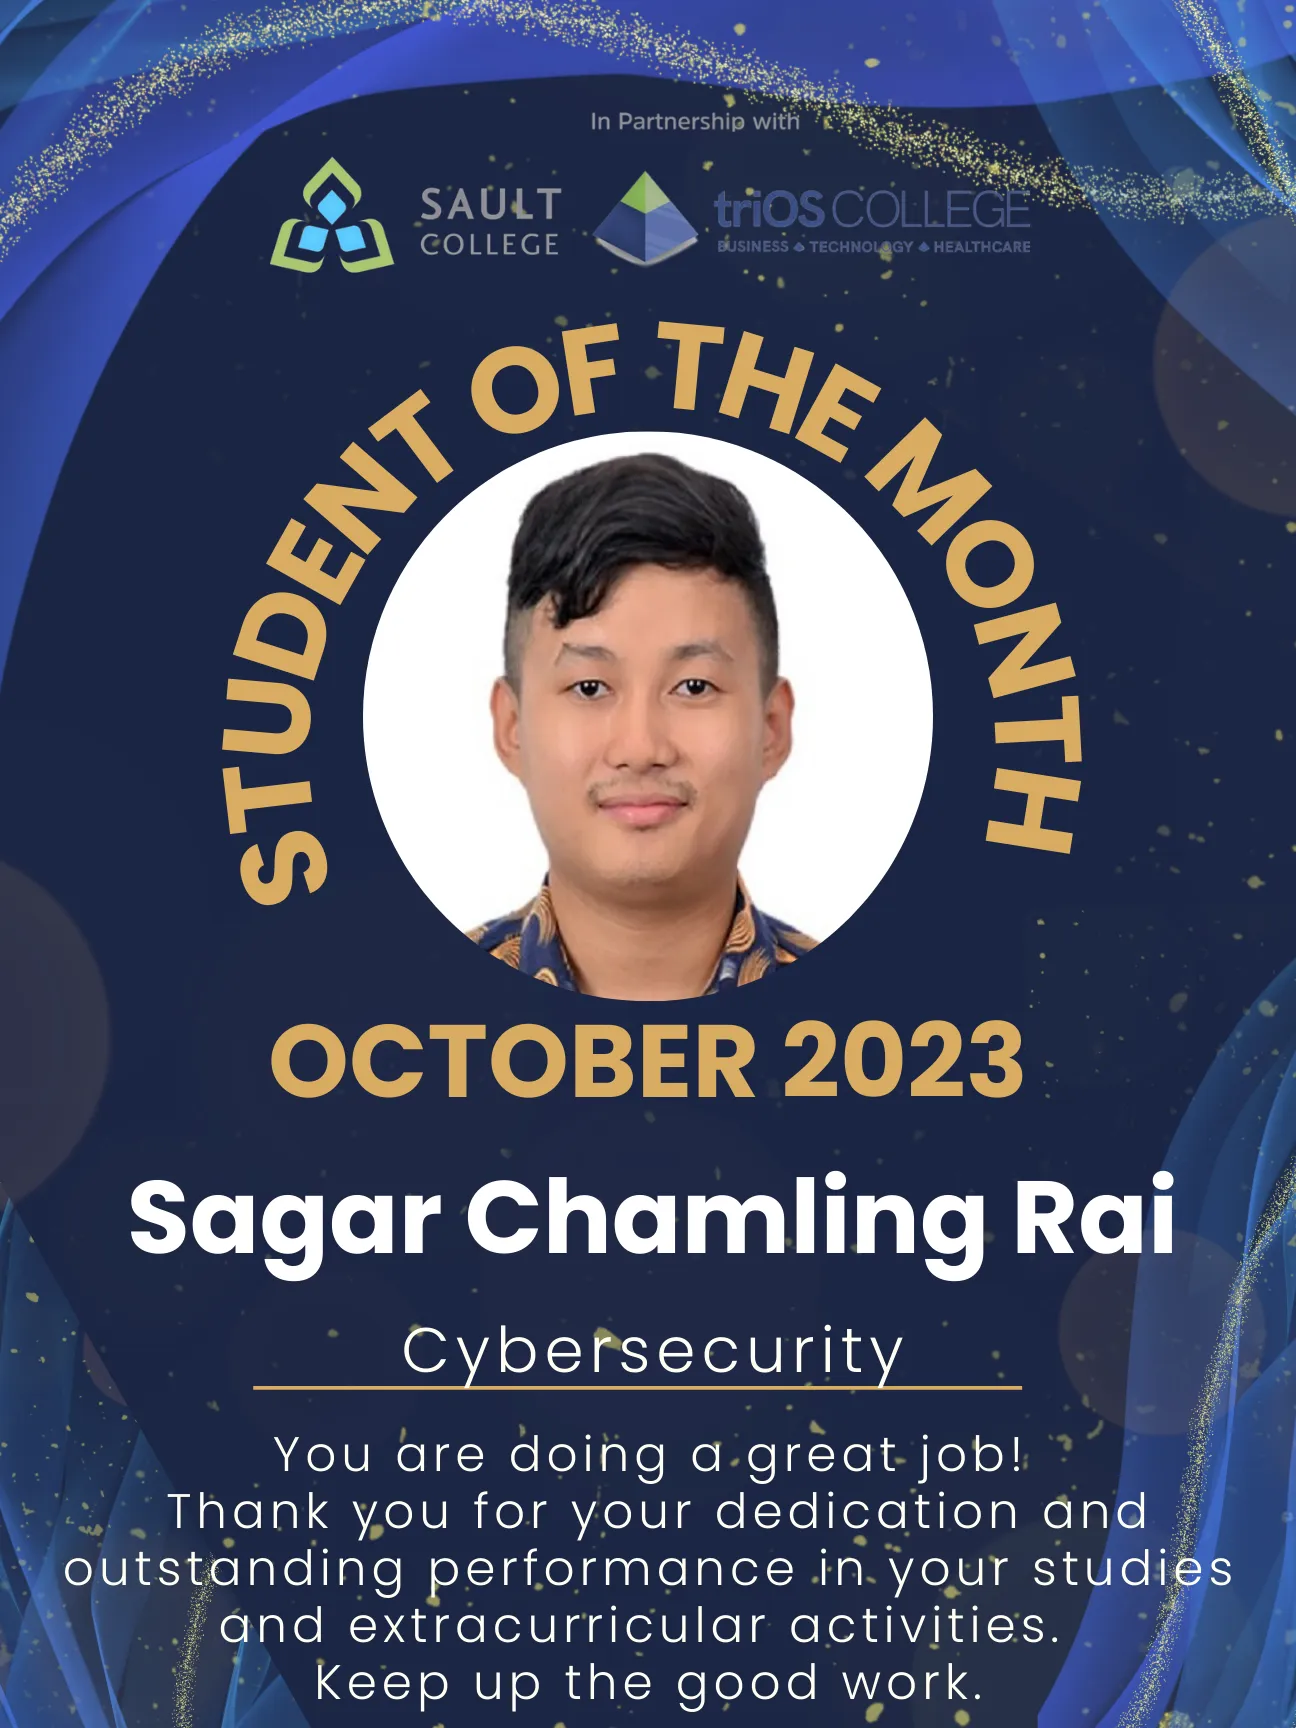 In Partnership with
SAULT
COLLEGE
triOS COLLEGE
BUSINESS TECHNOLOGY HEALTHCARE
STUDENT OF THE MONTH
OCTOBER 2023
Sagar Chamling Rai
Cybersecurity
You are doing a great job!
Thank you for your dedication and
outstanding performance in your studies
and extracurricular activities.
Keep up the good work.